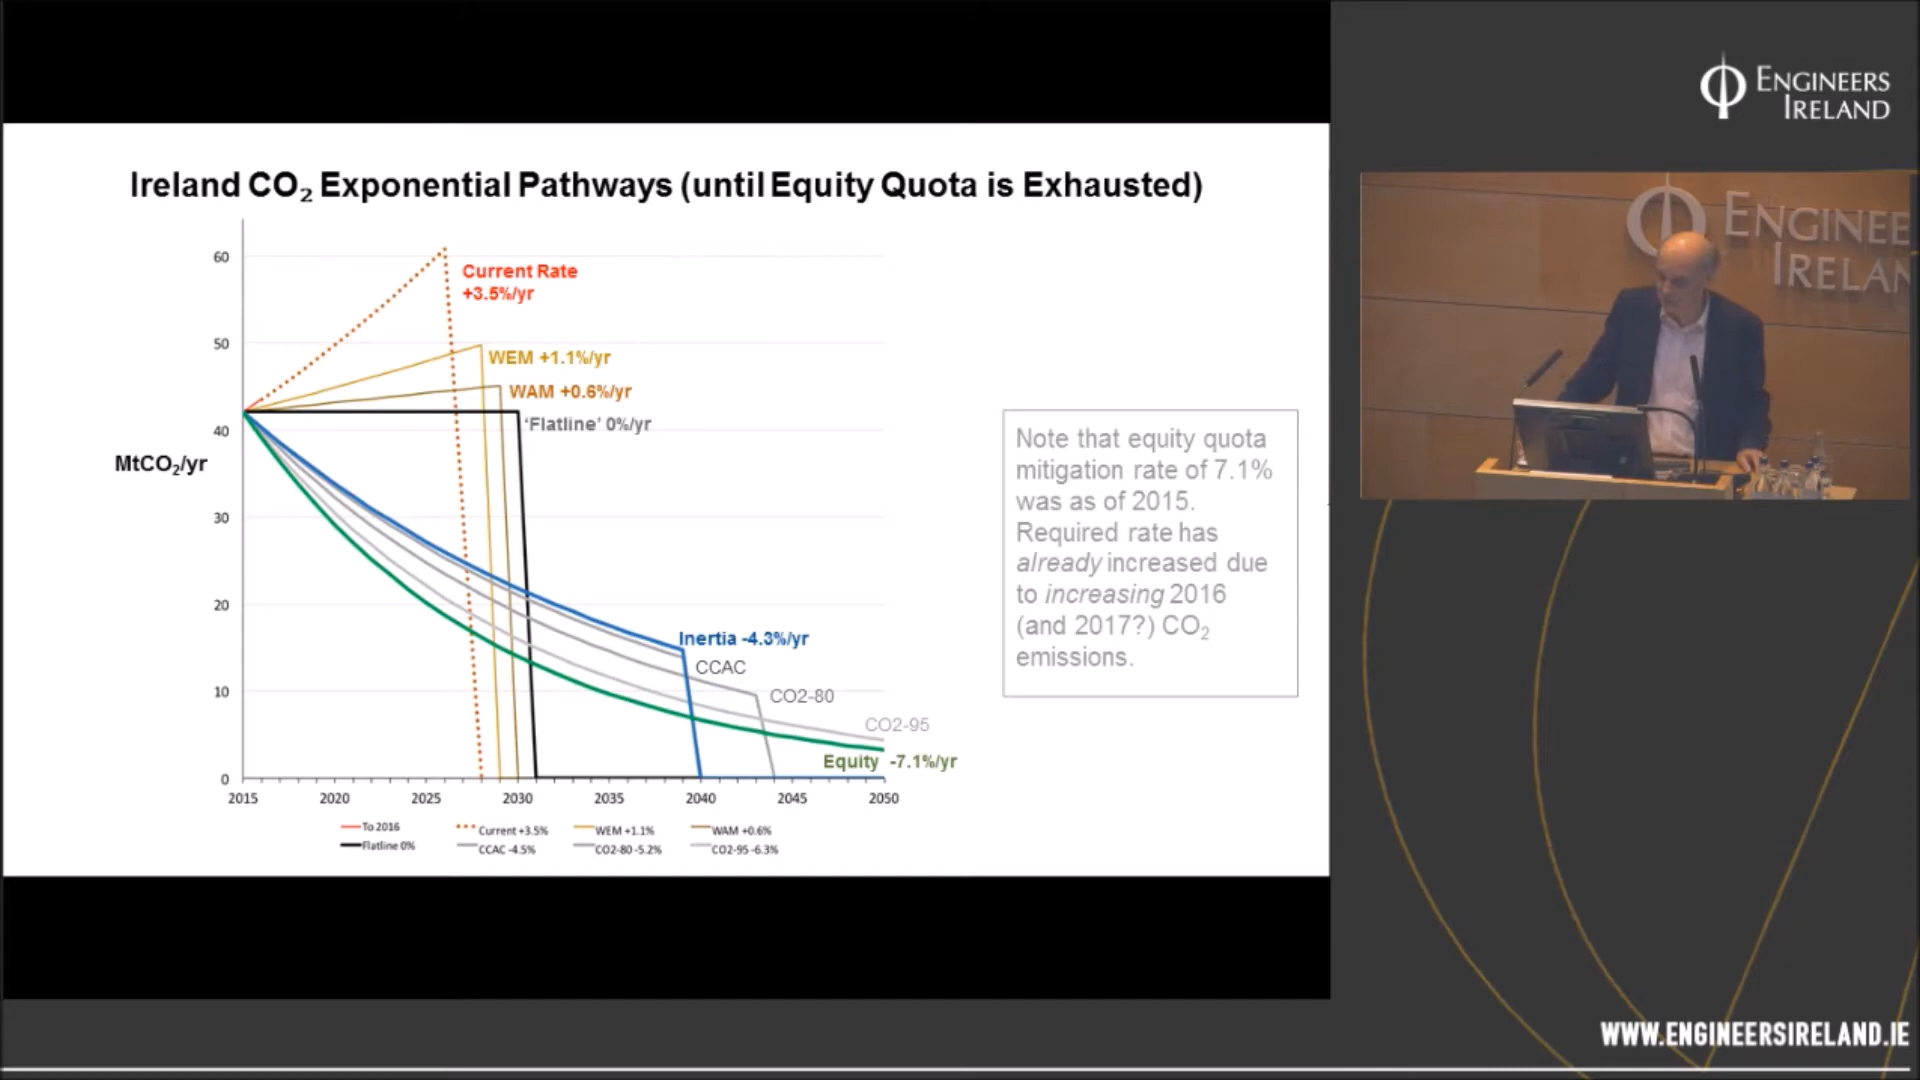 ENGINEERS
IRELAND
Ireland CO₂ Exponential Pathways (until Equity Quota is Exhausted)
60
50
40
30
20
10
0
MtCO₂/yr
Current Rate
+3.5%/yr
WEM +1.1%/yr
WAM +0.6%/yr
'Flatline' 0%/yr
Inertia -4.3%/yr
CCAC
CO2-80
CO2-95
Equity -7.1%/yr
2015 2020 2025 2030 2035 2040 2045 2050
To 2016 Current +3.5% WEM +1.1% WAM +0.6%
Flatline 0% CCAC -4.5% CO2-80 -5.2% CO2-95 -6.3%
Note that equity quota
mitigation rate of 7.1%
was as of 2015.
Required rate has
already increased due
to increasing 2016
(and 2017?) CO₂
emissions.
ENGINEE
IRELAN
WWW.ENGINEERSIRELAND.IE